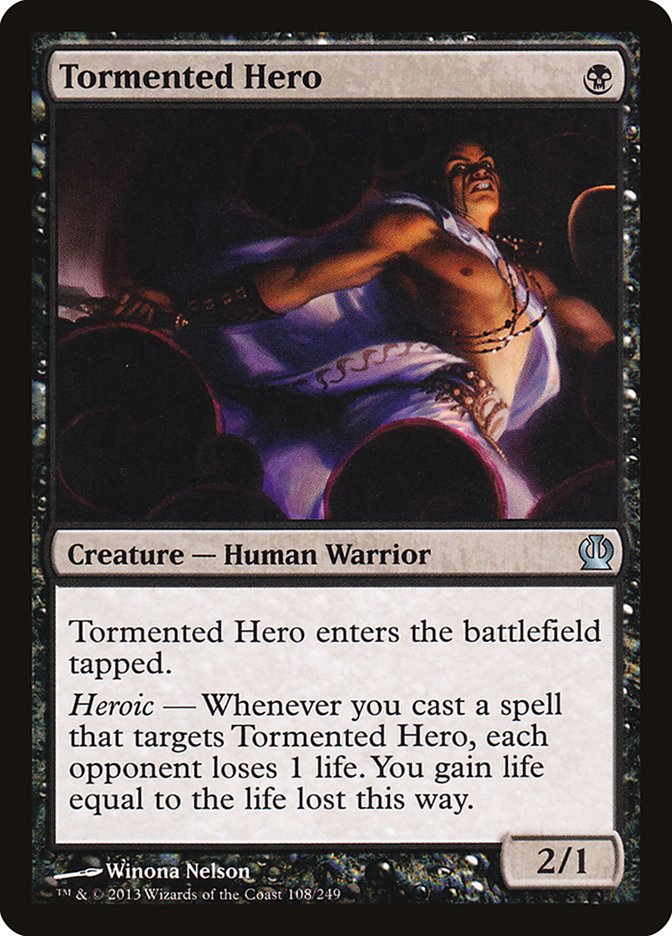 Tormented Hero
Creature — Human Warrior
Tormented Hero enters the battlefield
tapped.
Heroic — Whenever you cast a spell
that targets Tormented Hero, each
opponent loses 1 life. You gain life
equal to the life lost this way.
2/1
Winona Nelson
™ & © 2013 Wizards of the Coast 108/249